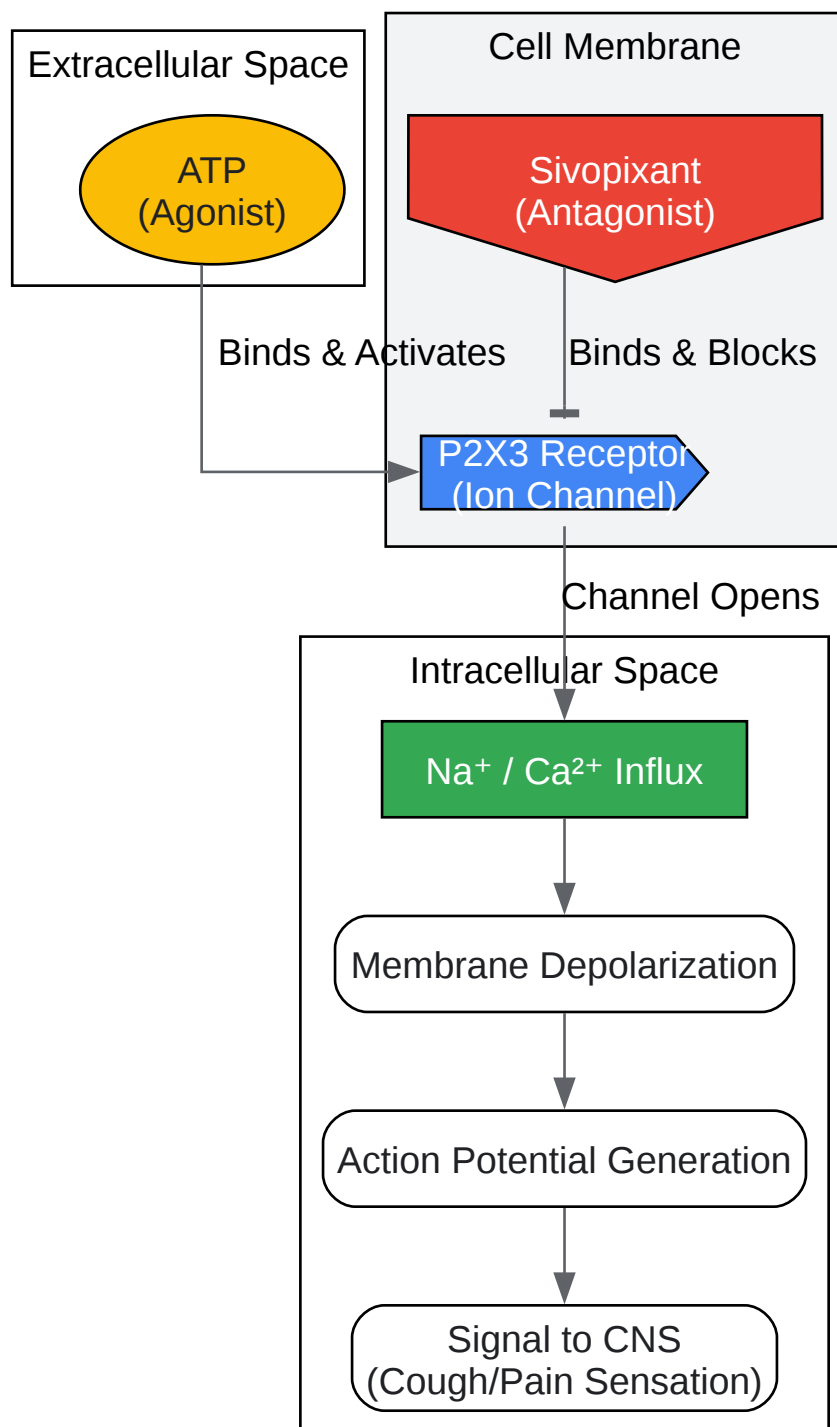 Extracellular Space
Cell Membrane
ATP
(Agonist)
Sivopixant
(Antagonist)
Binds & Activates
Binds & Blocks
P2X3 Receptor
(Ion Channel)
Channel Opens
Intracellular Space
Na⁺ / Ca²⁺ Influx
Membrane Depolarization
Action Potential Generation
Signal to CNS
(Cough/Pain Sensation)